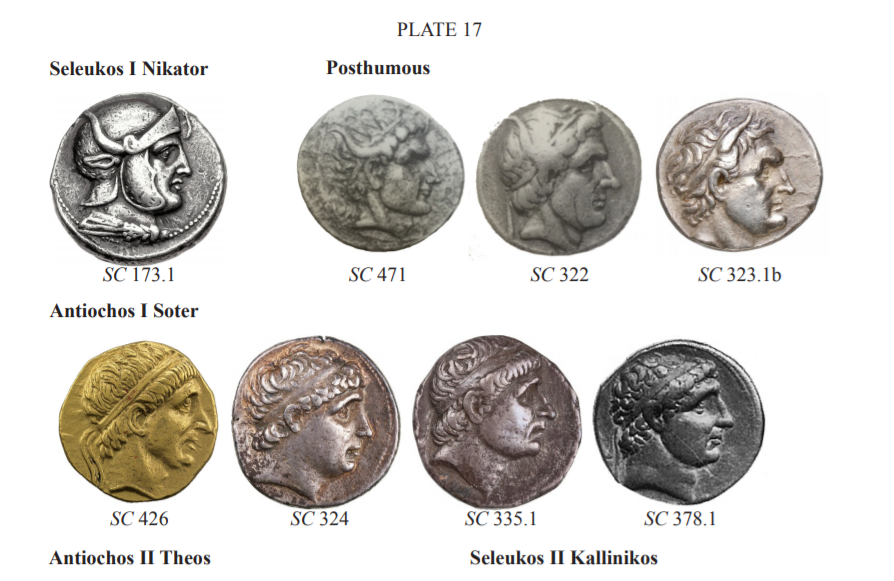 PLATE 17
Seleukos I Nikator
Posthumous
SC 173.1
SC 471
SC 322
SC 323.1b
Antiochos I Soter
SC 426
SC 324
SC 335.1
SC 378.1
Antiochos II Theos
Seleukos II Kallinikos